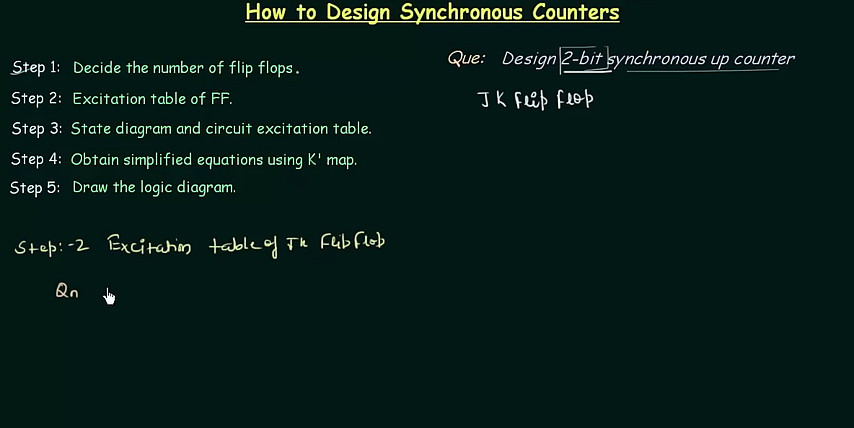 How to Design Synchronous Counters
Step 1: Decide the number of flip flops.
Step 2: Excitation table of FF.
Step 3: State diagram and circuit excitation table.
Step 4: Obtain simplified equations using K' map.
Step 5: Draw the logic diagram.
Que: Design 2-bit synchronous up counter
JK flip flop
Step:-2 Excitation table of JK Flip Flop
Qn